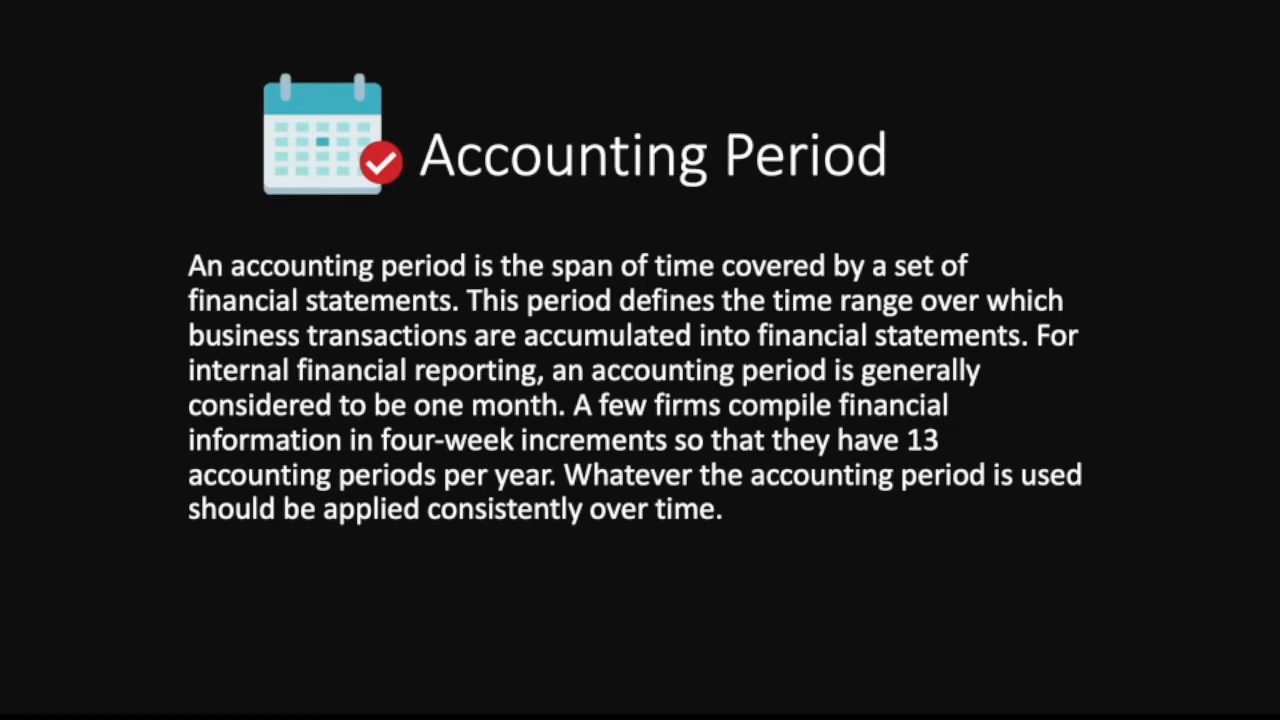 Accounting Period
An accounting period is the span of time covered by a set of
financial statements. This period defines the time range over which
business transactions are accumulated into financial statements. For
internal financial reporting, an accounting period is generally
considered to be one month. A few firms compile financial
information in four-week increments so that they have 13
accounting periods per year. Whatever the accounting period is used
should be applied consistently over time.